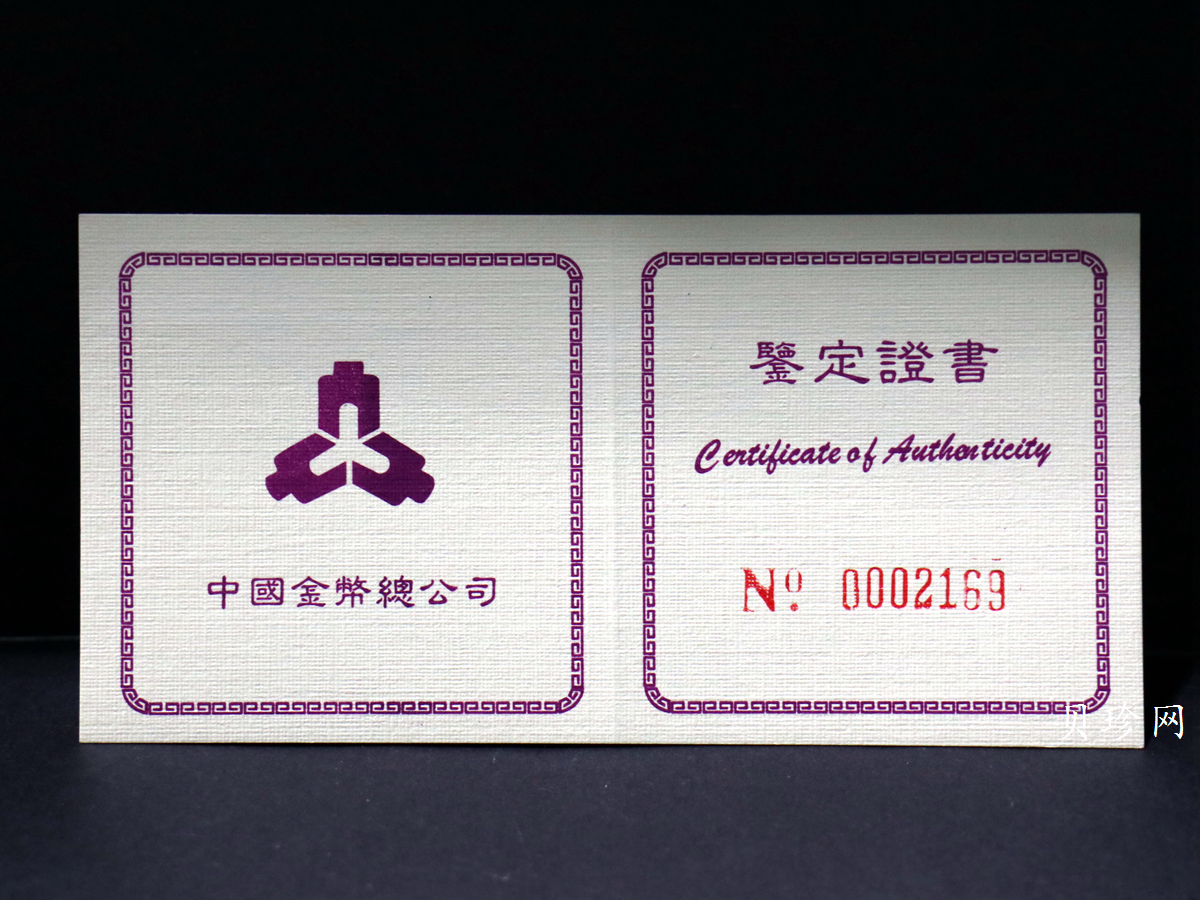 中國金幣總公司
鑒定證書
Certificate of Authenticity
Nº 0002169
贝珍网